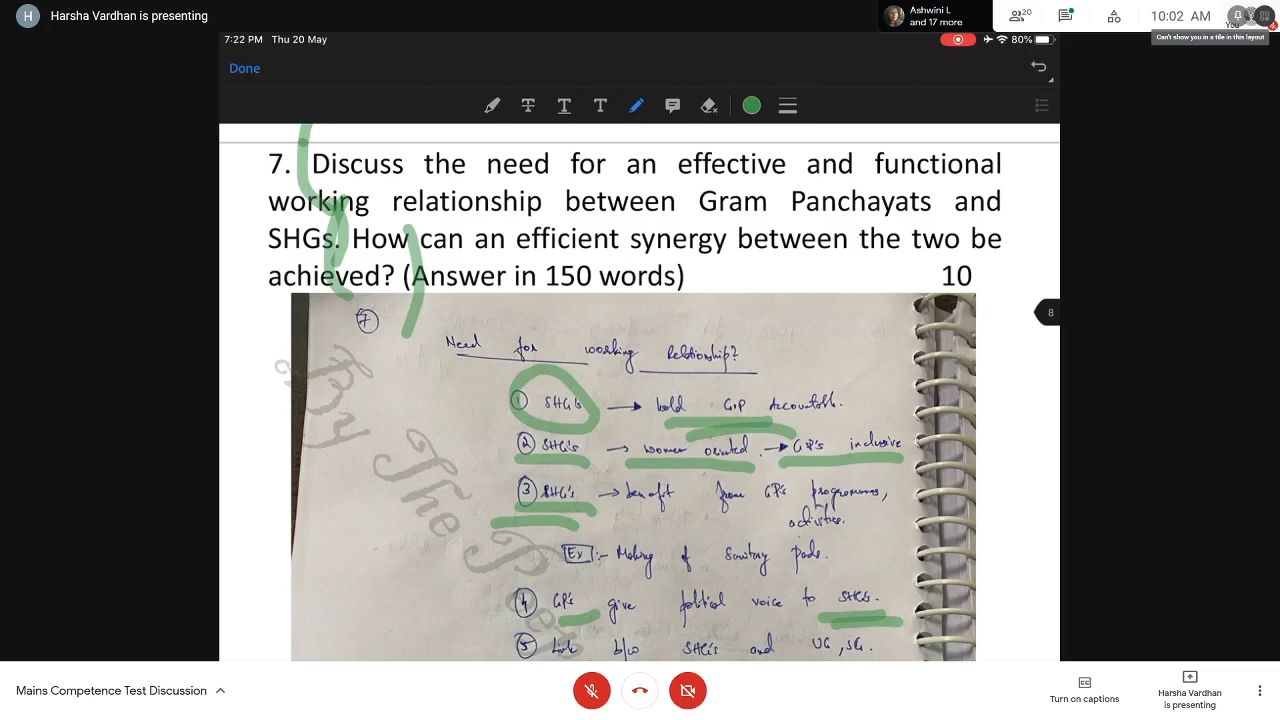 H Harsha Vardhan is presenting
Ashwini L
and 17 more
20
10:02 AM
You
Can't show you in a tile in this layout
7:22 PM Thu 20 May
80%
Done
7. Discuss the need for an effective and functional
working relationship between Gram Panchayats and
SHGs. How can an efficient synergy between the two be
achieved? (Answer in 150 words) 10
8
7
Need for working Relationship?
① SHG's → hold G.P Accountable.
② SHG's → women oriented. → GP's inclusive
③ SHG's → benefit from GP's programmes,
activities.
Ex :- Making of Sanitary pads.
④ GP's give political voice to SHG's.
⑤ Link b/w SHG's and UG, SG.
By The
Mains Competence Test Discussion
Turn on captions
Harsha Vardhan
is presenting